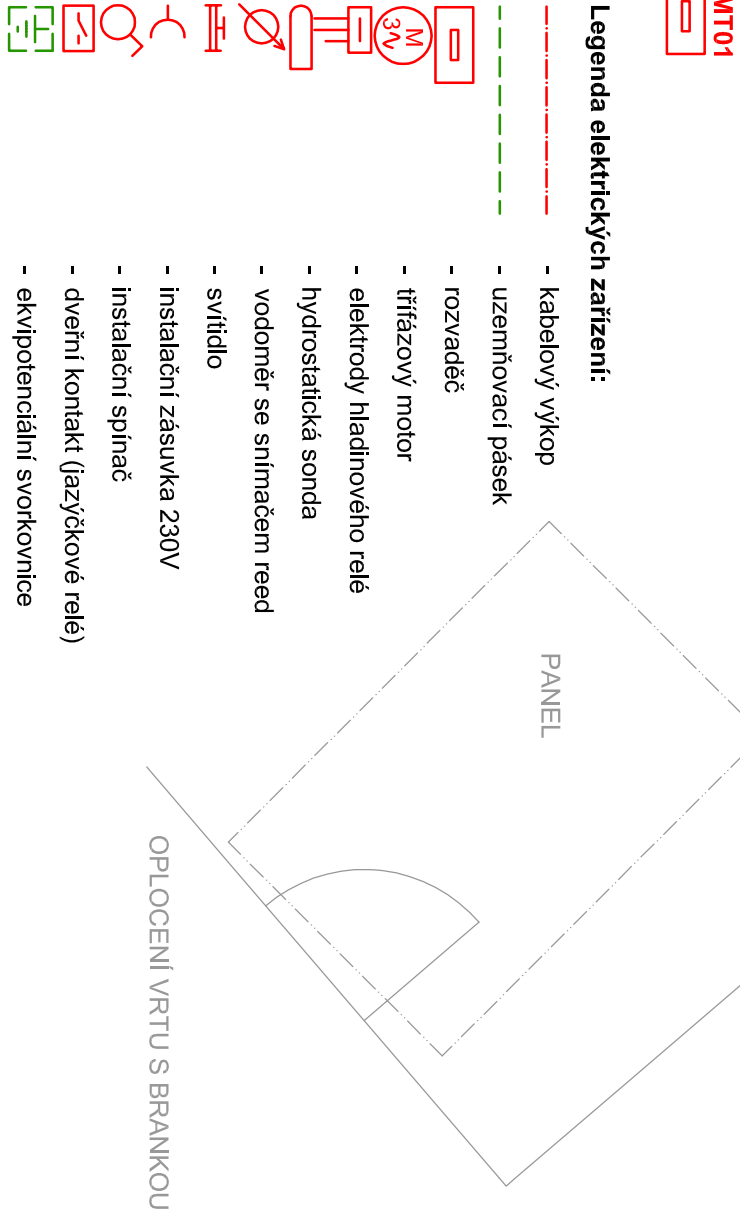 MT01
Legenda elektrických zařízení:
- kabelový výkop
- uzemňovací pásek
- rozvaděč
M
3
- třífázový motor
- elektrody hladinového relé
- hydrostatická sonda
- vodoměr se snímačem reed
- svítidlo
- instalační zásuvka 230V
- instalační spínač
- dveřní kontakt (jazýčkové relé)
- ekvipotenciální svorkovnice
PANEL
OPLOCENÍ VRTU S BRANKOU